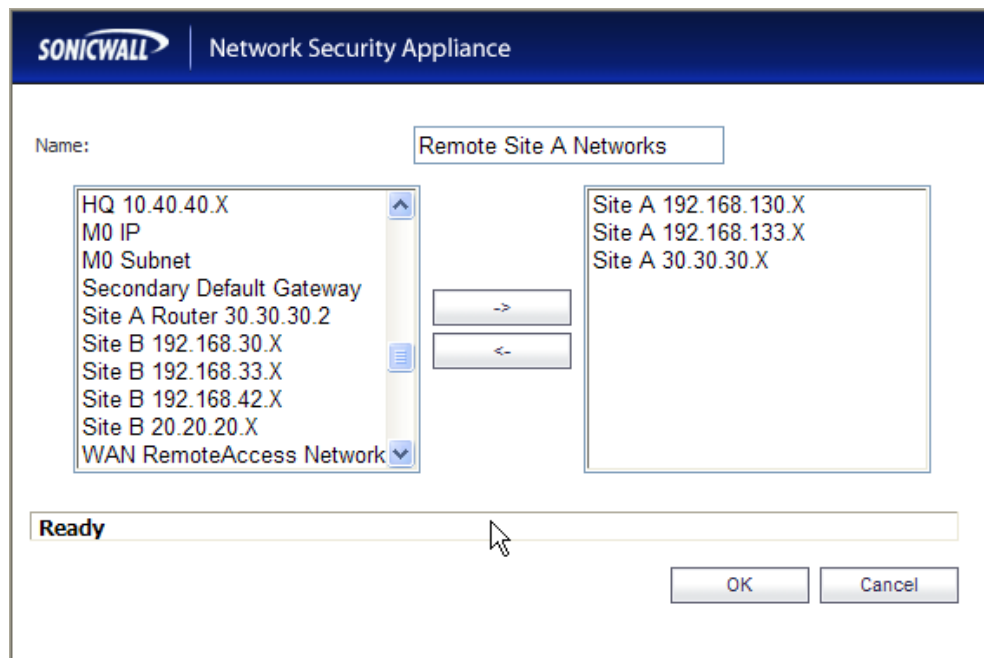 SONICWALL Network Security Appliance
Name: Remote Site A Networks
HQ 10.40.40.X
M0 IP
M0 Subnet
Secondary Default Gateway
Site A Router 30.30.30.2
Site B 192.168.30.X
Site B 192.168.33.X
Site B 192.168.42.X
Site B 20.20.20.X
WAN RemoteAccess Network
->
<-
Site A 192.168.130.X
Site A 192.168.133.X
Site A 30.30.30.X
Ready
OK Cancel